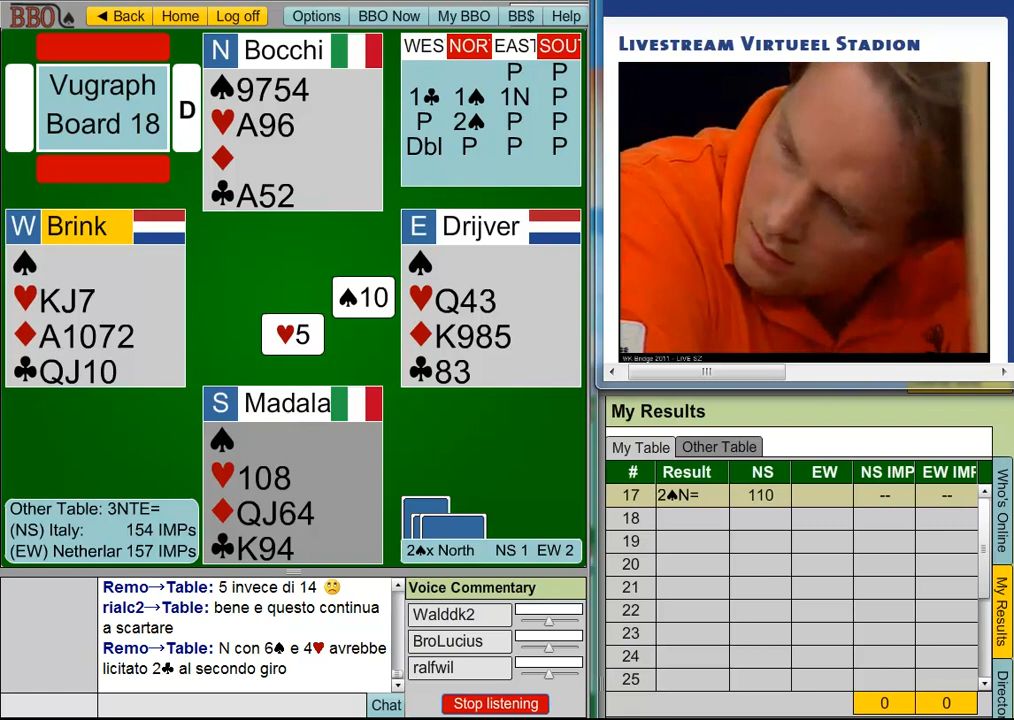 BBO Back Home Log off Options BBO Now My BBO BB$ Help
Vugraph
Board 18
D
N Bocchi
♠9754
♥A96
♦
♣A52
WES NOR EAST SOU
P P
1♣ 1♠ 1N P
P 2♠ P P
Dbl P P P
W Brink
♠
♥KJ7
♦A1072
♣QJ10
E Drijver
♠
♥Q43
♦K985
♣83
♠10
♥5
S Madala
♠
♥108
♦QJ64
♣K94
Other Table: 3NTE=
(NS) Italy: 154 IMPs
(EW) Netherlar 157 IMPs
2♠x North NS 1 EW 2
Remo→Table: 5 invece di 14
rialc2→Table: bene e questo continua
a scartare
Remo→Table: N con 6♠ e 4♥ avrebbe
licitato 2♣ al secondo giro
Chat
Voice Commentary
Walddk2
BroLucius
ralfwil
Stop listening
Livestream Virtueel Stadion
WK Bridge 2011 - LIVE SZ
My Results
My Table Other Table
# Result NS EW NS IMP EW IMF
17 2♠N= 110 -- --
18
19
20
21
22
23
24
25
0 0
Who's Online
My Results
Director